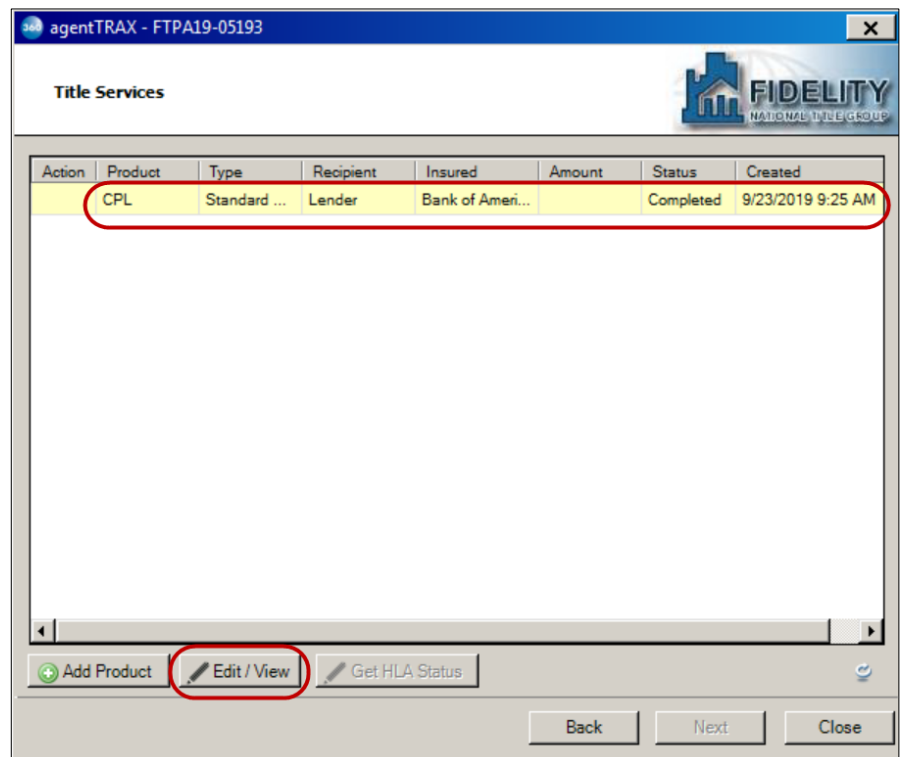 360 agentTRAX - FTPA19-05193
Title Services
FIDELITY
NATIONAL TITLE GROUP
Action Product Type Recipient Insured Amount Status Created
CPL Standard ... Lender Bank of Ameri... Completed 9/23/2019 9:25 AM
Add Product Edit / View Get HLA Status
Back Next Close